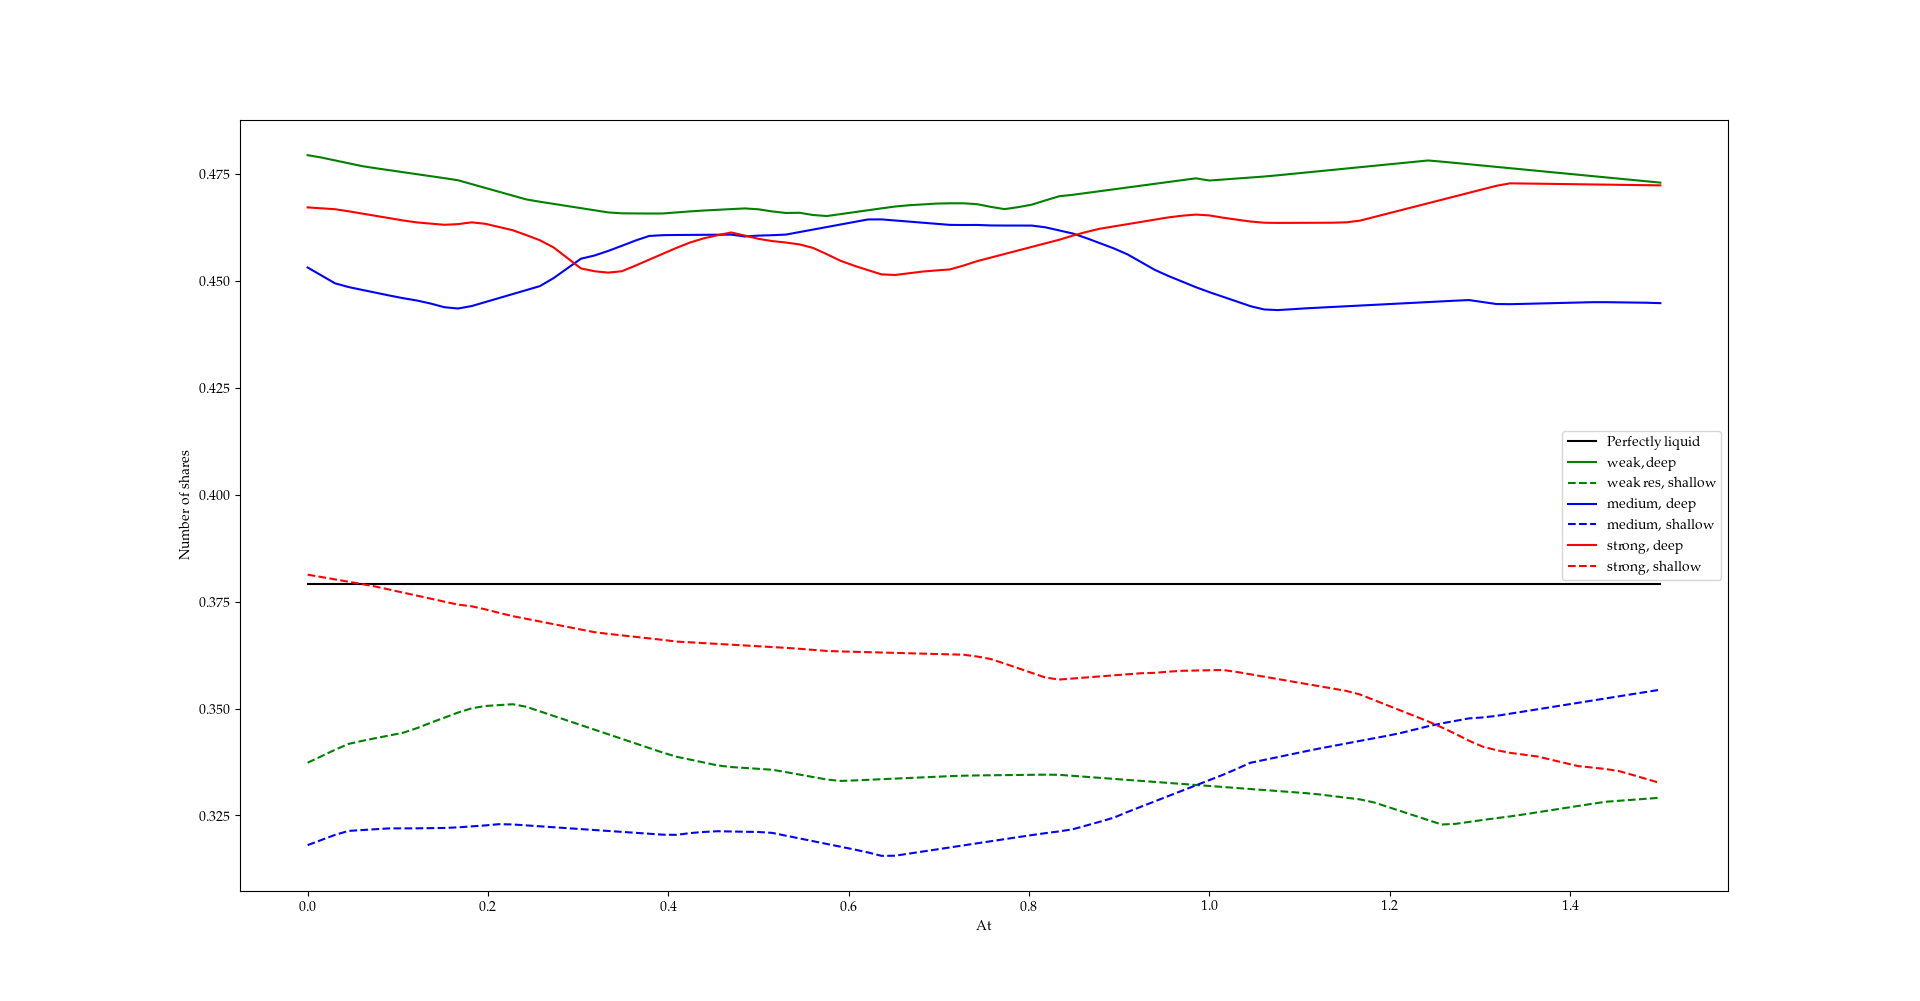 0.475
0.450
0.425
0.400
0.375
0.350
0.325
Number of shares
Perfectly liquid
weak, deep
weak res, shallow
medium, deep
medium, shallow
strong, deep
strong, shallow
0.0 0.2 0.4 0.6 0.8 1.0 1.2 1.4
At